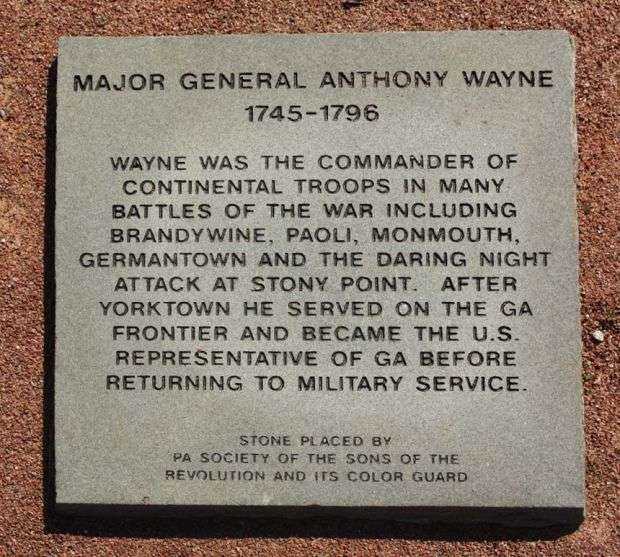 MAJOR GENERAL ANTHONY WAYNE
1745-1796
WAYNE WAS THE COMMANDER OF
CONTINENTAL TROOPS IN MANY
BATTLES OF THE WAR INCLUDING
BRANDYWINE, PAOLI, MONMOUTH,
GERMANTOWN AND THE DARING NIGHT
ATTACK AT STONY POINT. AFTER
YORKTOWN HE SERVED ON THE GA
FRONTIER AND BECAME THE U.S.
REPRESENTATIVE OF GA BEFORE
RETURNING TO MILITARY SERVICE.
STONE PLACED BY
PA SOCIETY OF THE SONS OF THE
REVOLUTION AND ITS COLOR GUARD